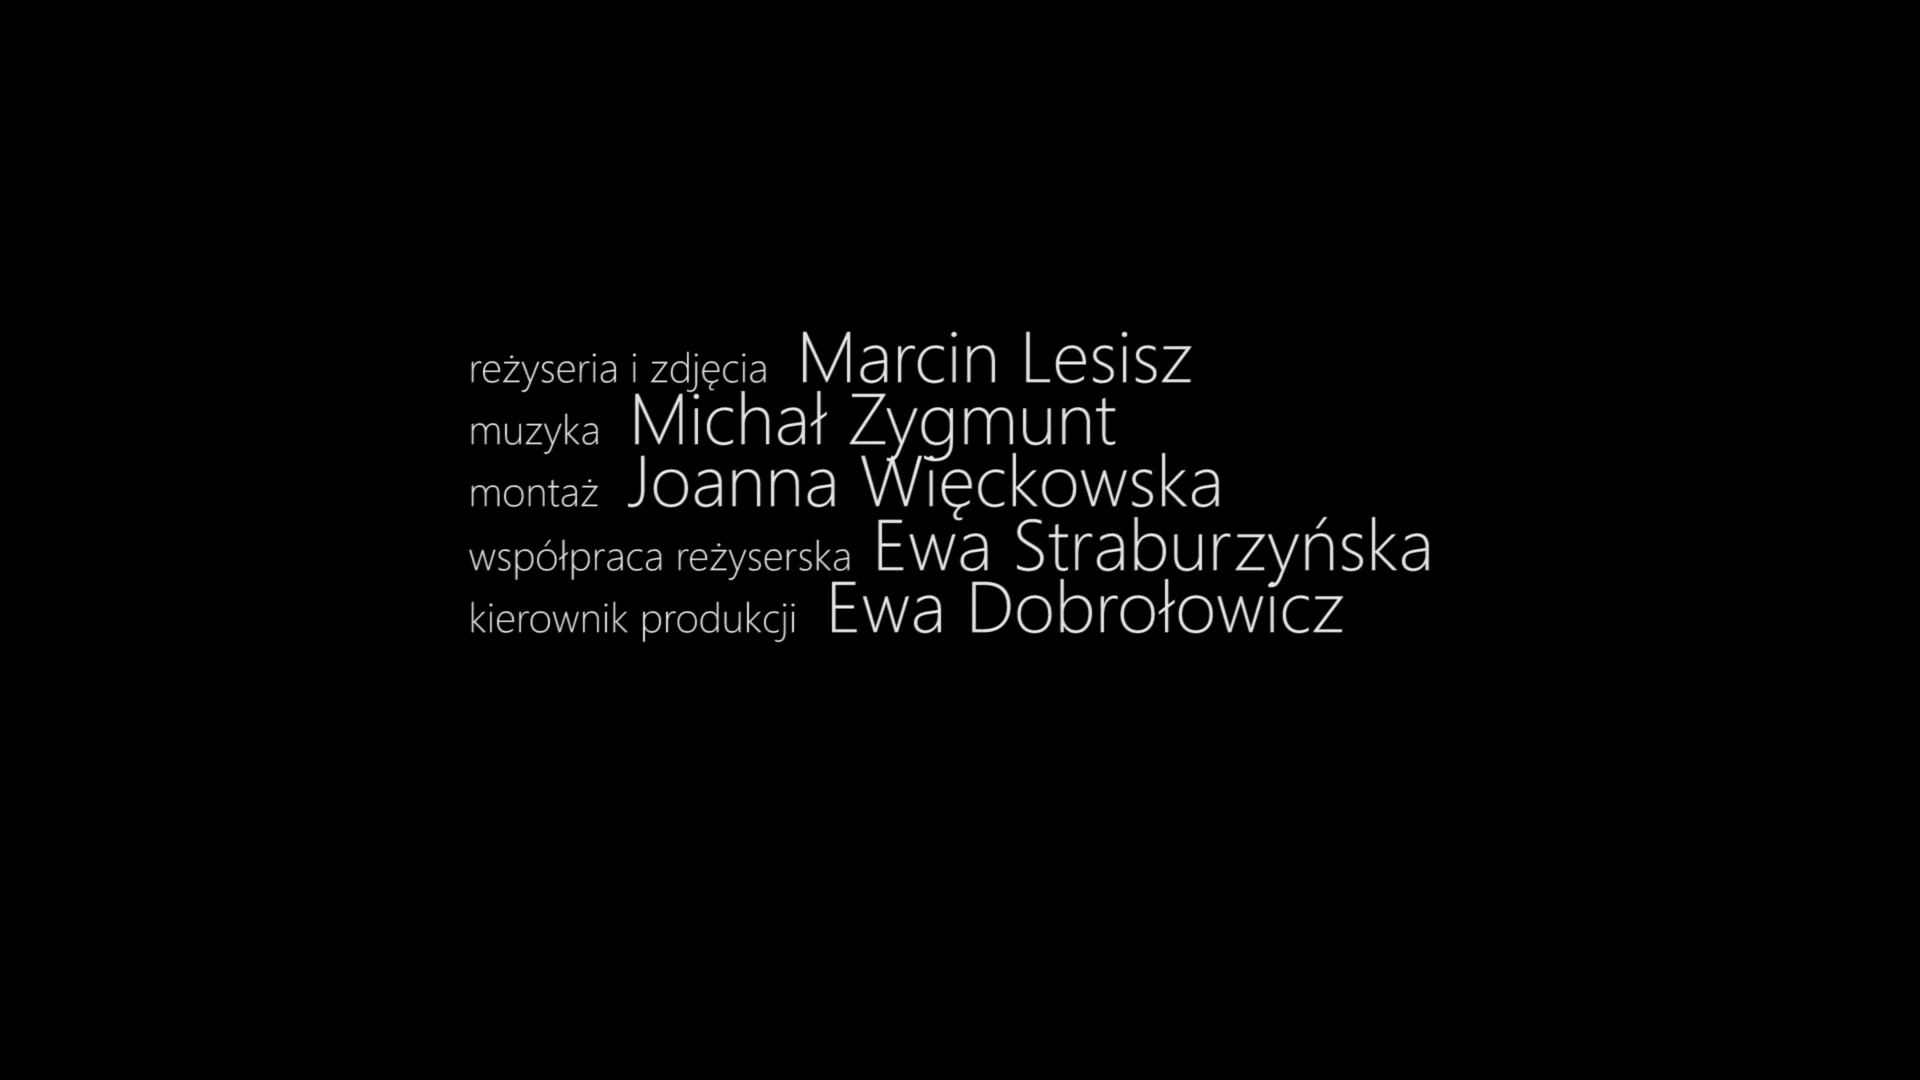 reżyseria i zdjęcia Marcin Lesisz
muzyka Michał Zygmunt
montaż Joanna Więckowska
współpraca reżyserska Ewa Straburzyńska
kierownik produkcji Ewa Dobrołowicz